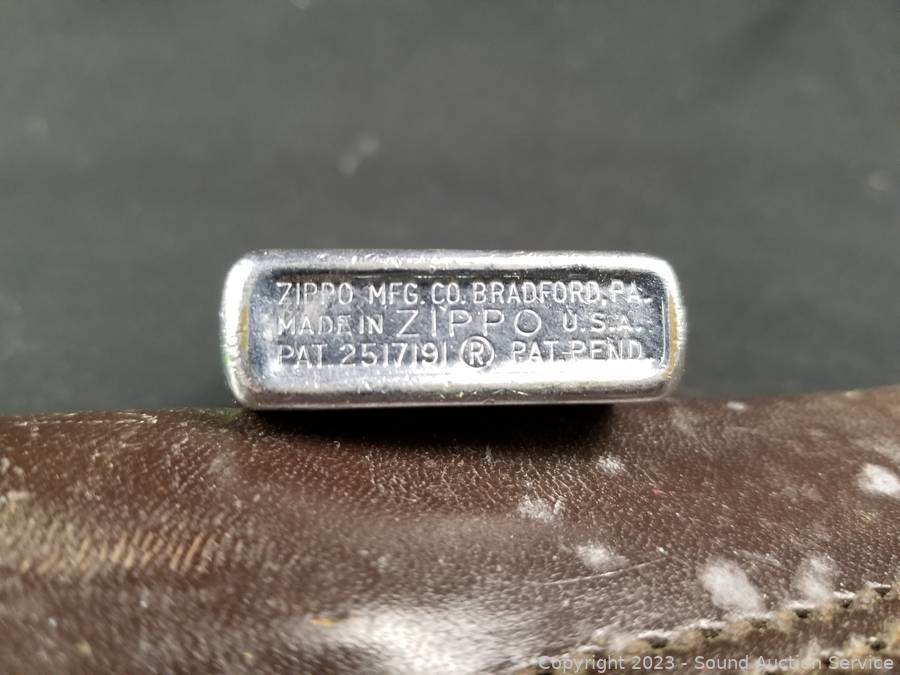 ZIPPO MFG. CO. BRADFORD, PA.
MADE IN ZIPPO U.S.A.
PAT. 2517191 ® PAT. PEND.
Copyright 2023 - Sound Auction Service